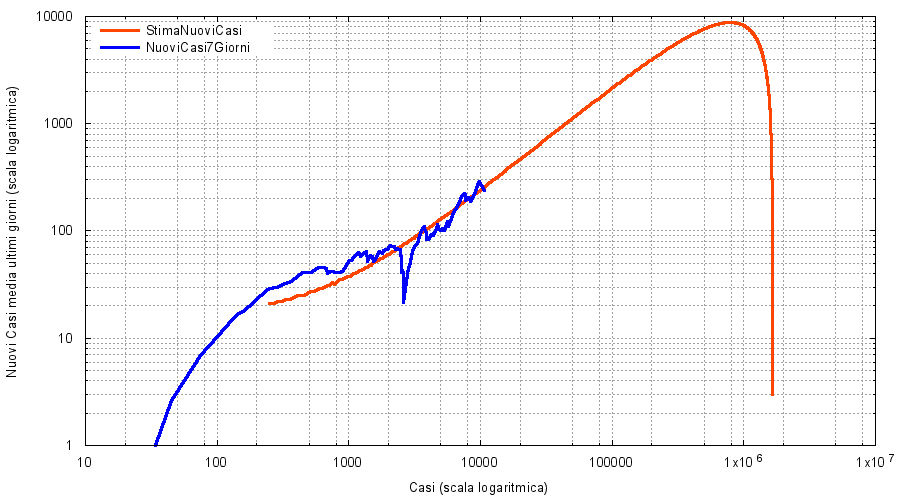 StimaNuoviCasi
NuoviCasi7Giorni
Nuovi Casi media ultimi giorni (scala logaritmica)
10000
1000
100
10
1
10 100 1000 10000 100000 1x10^6 1x10^7
Casi (scala logaritmica)